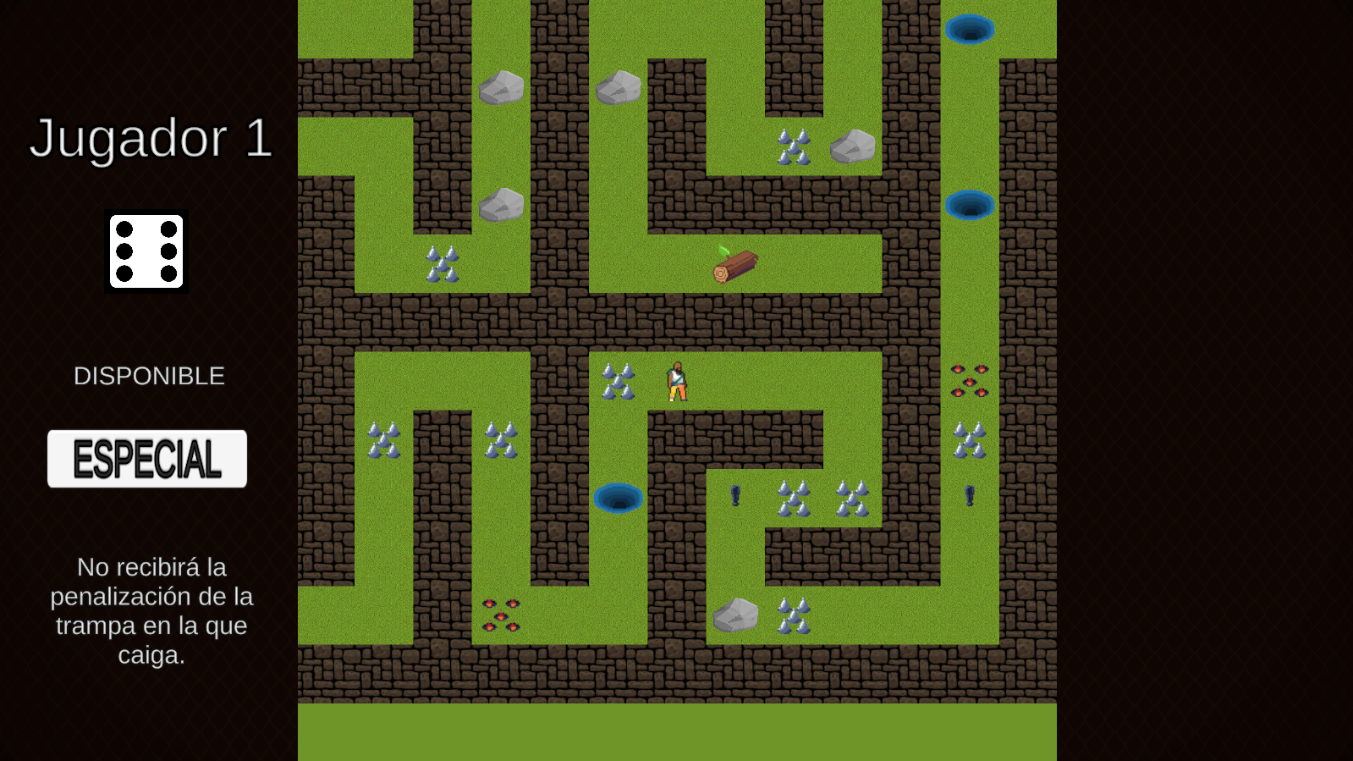 Jugador 1
DISPONIBLE
ESPECIAL
No recibirá la
penalización de la
trampa en la que
caiga.